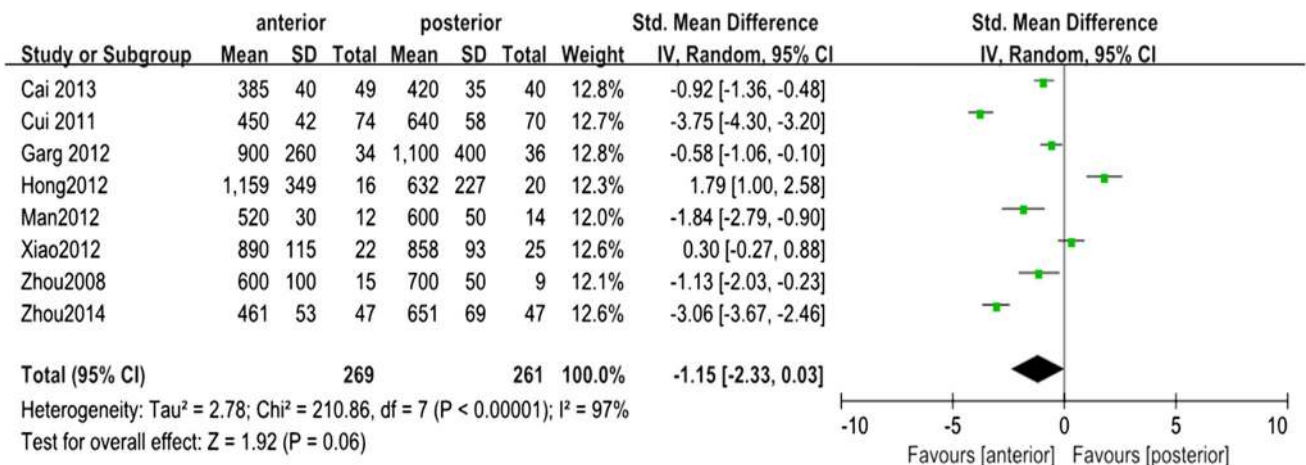 anterior posterior Std. Mean Difference Std. Mean Difference
Study or Subgroup Mean SD Total Mean SD Total Weight IV, Random, 95% CI IV, Random, 95% CI
Cai 2013 385 40 49 420 35 40 12.8% -0.92 [-1.36, -0.48]
Cui 2011 450 42 74 640 58 70 12.7% -3.75 [-4.30, -3.20]
Garg 2012 900 260 34 1,100 400 36 12.8% -0.58 [-1.06, -0.10]
Hong2012 1,159 349 16 632 227 20 12.3% 1.79 [1.00, 2.58]
Man2012 520 30 12 600 50 14 12.0% -1.84 [-2.79, -0.90]
Xiao2012 890 115 22 858 93 25 12.6% 0.30 [-0.27, 0.88]
Zhou2008 600 100 15 700 50 9 12.1% -1.13 [-2.03, -0.23]
Zhou2014 461 53 47 651 69 47 12.6% -3.06 [-3.67, -2.46]
Total (95% CI) 269 261 100.0% -1.15 [-2.33, 0.03]
Heterogeneity: Tau² = 2.78; Chi² = 210.86, df = 7 (P < 0.00001); I² = 97%
Test for overall effect: Z = 1.92 (P = 0.06)
-10 -5 0 5 10
Favours [anterior] Favours [posterior]